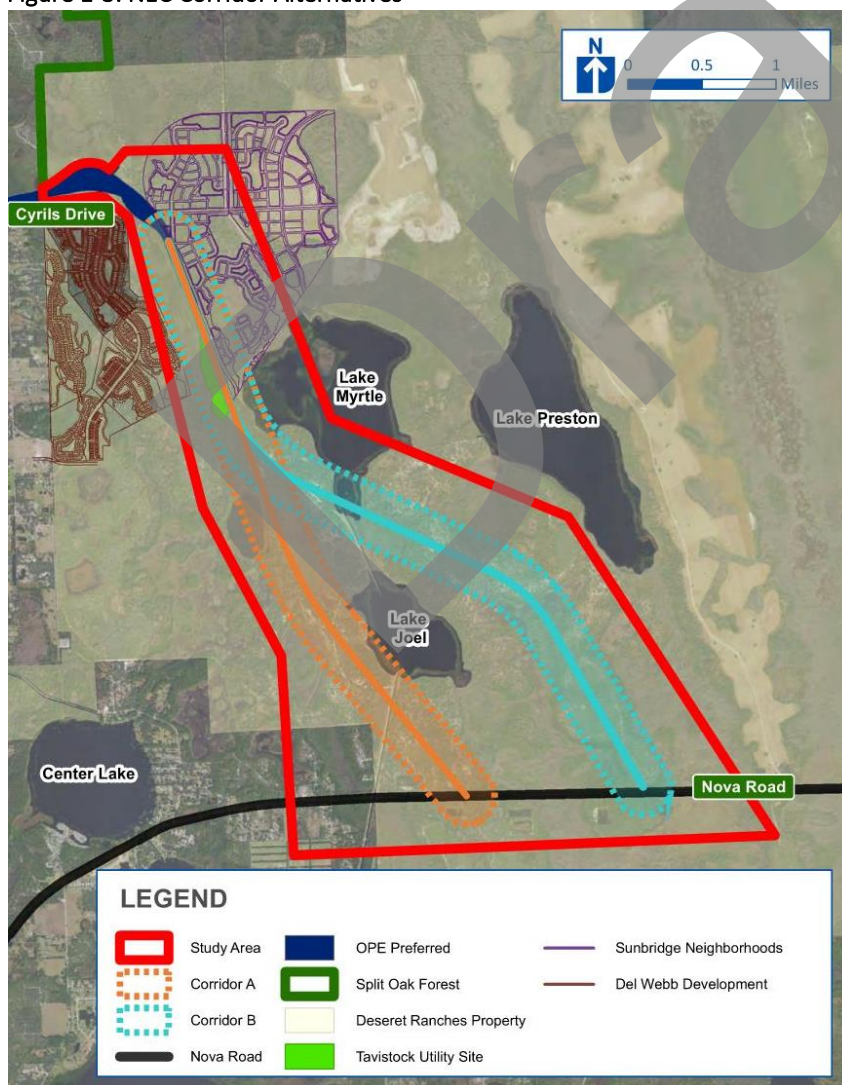 N
0 0.5 1
Miles
Cyrils Drive
Lake
Myrtle
Lake Preston
Lake
Joel
Center Lake
Nova Road
LEGEND
Study Area
OPE Preferred
Sunbridge Neighborhoods
Corridor A
Split Oak Forest
Del Webb Development
Corridor B
Deseret Ranches Property
Nova Road
Tavistock Utility Site